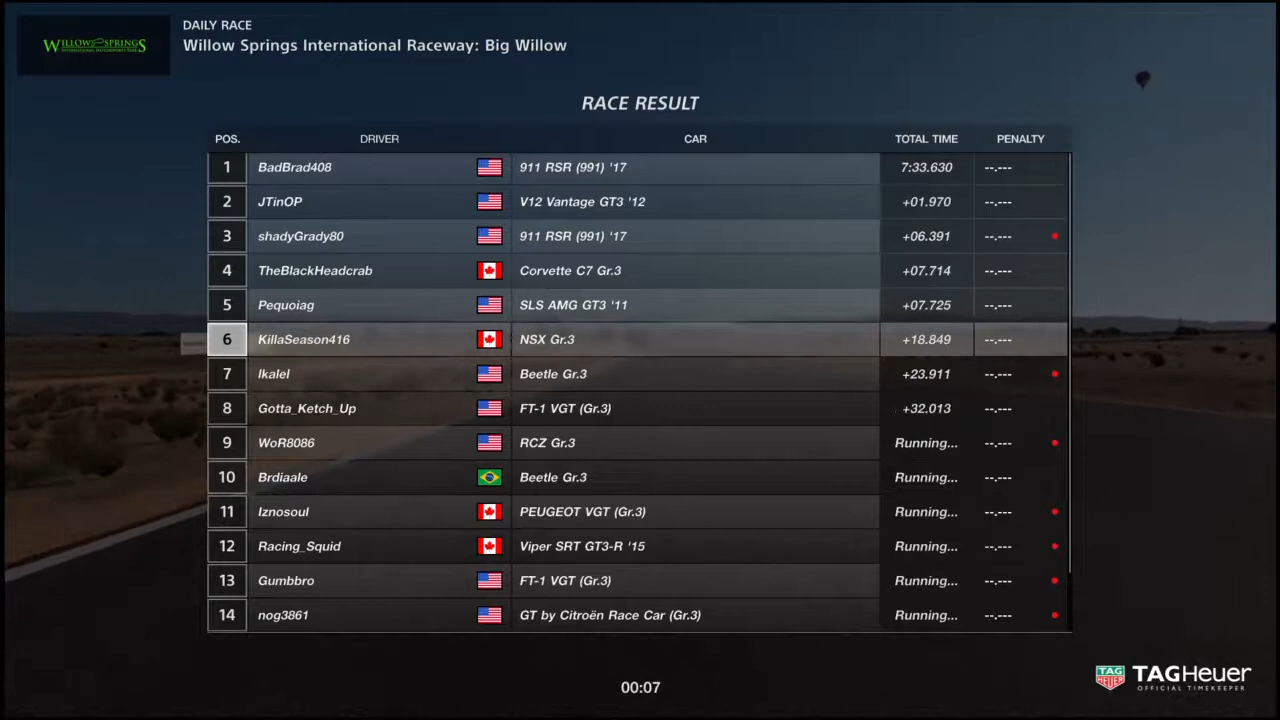 WILLOW SPRINGS
INTERNATIONAL MOTORSPORTS PARK
DAILY RACE
Willow Springs International Raceway: Big Willow
RACE RESULT
POS. DRIVER CAR TOTAL TIME PENALTY
1 BadBrad408 911 RSR (991) '17 7:33.630 --.---
2 JTinOP V12 Vantage GT3 '12 +01.970 --.---
3 shadyGrady80 911 RSR (991) '17 +06.391 --.---
4 TheBlackHeadcrab Corvette C7 Gr.3 +07.714 --.---
5 Pequoiag SLS AMG GT3 '11 +07.725 --.---
6 KillaSeason416 NSX Gr.3 +18.849 --.---
7 Ikalel Beetle Gr.3 +23.911 --.---
8 Gotta_Ketch_Up FT-1 VGT (Gr.3) +32.013 --.---
9 WoR8086 RCZ Gr.3 Running... --.---
10 Brdiaale Beetle Gr.3 Running... --.---
11 Iznosoul PEUGEOT VGT (Gr.3) Running... --.---
12 Racing_Squid Viper SRT GT3-R '15 Running... --.---
13 Gumbbro FT-1 VGT (Gr.3) Running... --.---
14 nog3861 GT by Citroën Race Car (Gr.3) Running... --.---
00:07
TAG HEUER TAGHeuer
OFFICIAL TIMEKEEPER